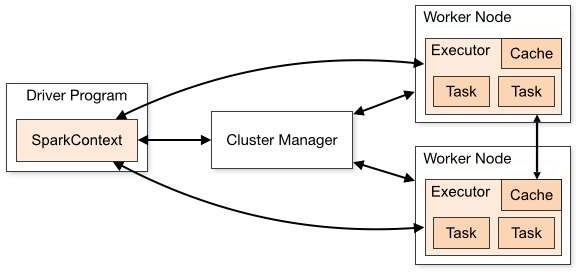 Driver Program
SparkContext
Cluster Manager
Worker Node
Executor
Cache
Task
Task
Worker Node
Executor
Cache
Task
Task